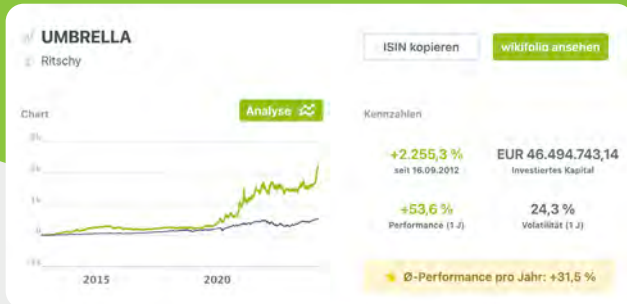 UMBRELLA
Ritschy
ISIN kopieren
wikifolio ansehen
Chart
Analyse
Kennzahlen
+2.255,3 %
seit 16.09.2012
EUR 46.494.743,14
Investiertes Kapital
+53,6 %
Performance (1 J)
24,3 %
Volatilität (1 J)
2015
2020
Ø-Performance pro Jahr: +31,5 %